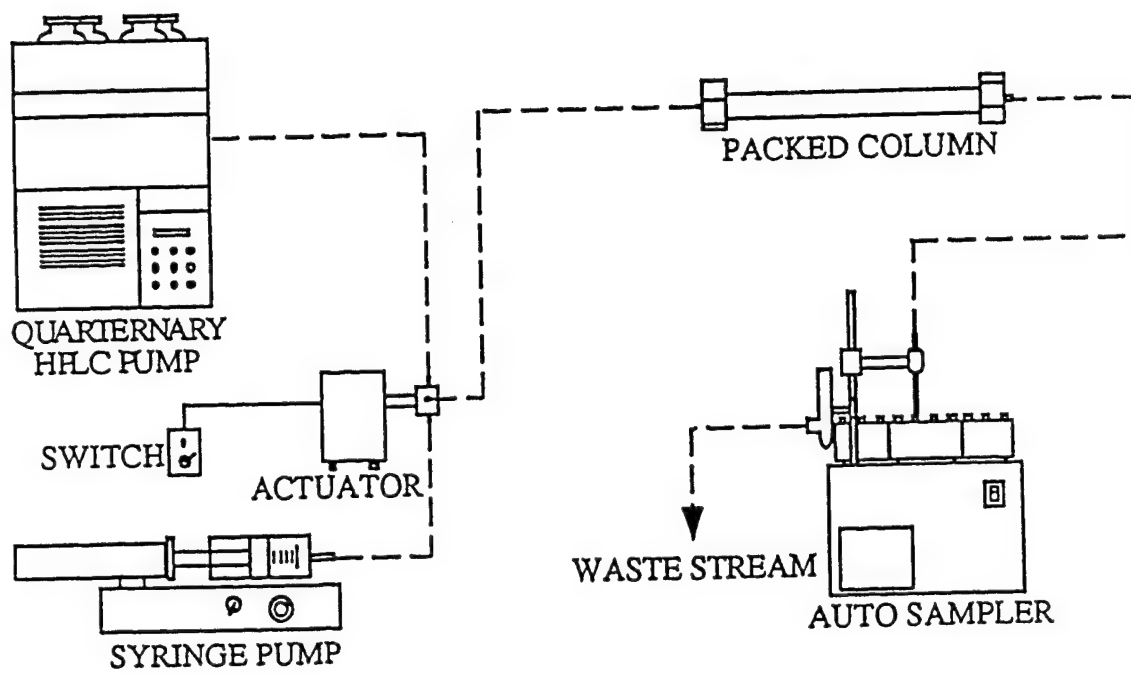 PACKED COLUMN
QUARTERNARY
HPLC PUMP
SWITCH
ACTUATOR
WASTE STREAM
AUTO SAMPLER
SYRINGE PUMP